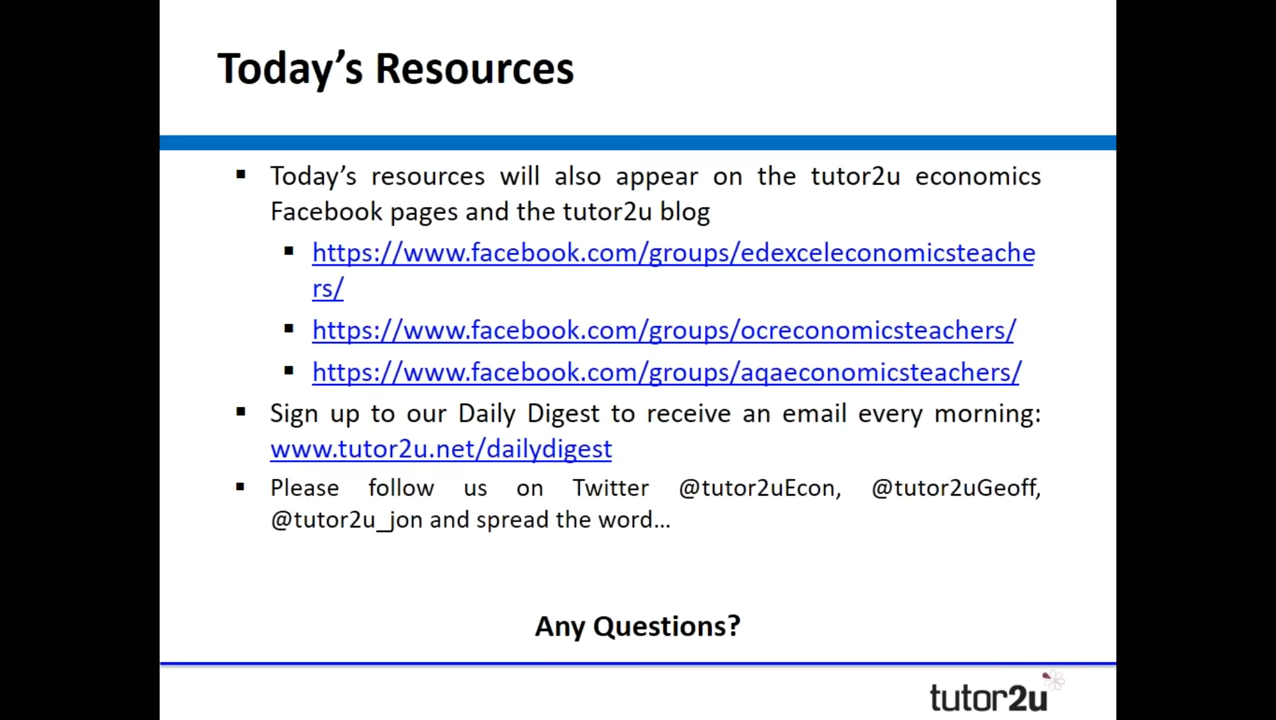 Today’s Resources
▪ Today’s resources will also appear on the tutor2u economics
Facebook pages and the tutor2u blog
▪ https://www.facebook.com/groups/edexceleconomicsteache
rs/
▪ https://www.facebook.com/groups/ocreconomicsteachers/
▪ https://www.facebook.com/groups/aqaeconomicsteachers/
▪ Sign up to our Daily Digest to receive an email every morning:
www.tutor2u.net/dailydigest
▪ Please follow us on Twitter @tutor2uEcon, @tutor2uGeoff,
@tutor2u_jon and spread the word…
Any Questions?
tutor2u